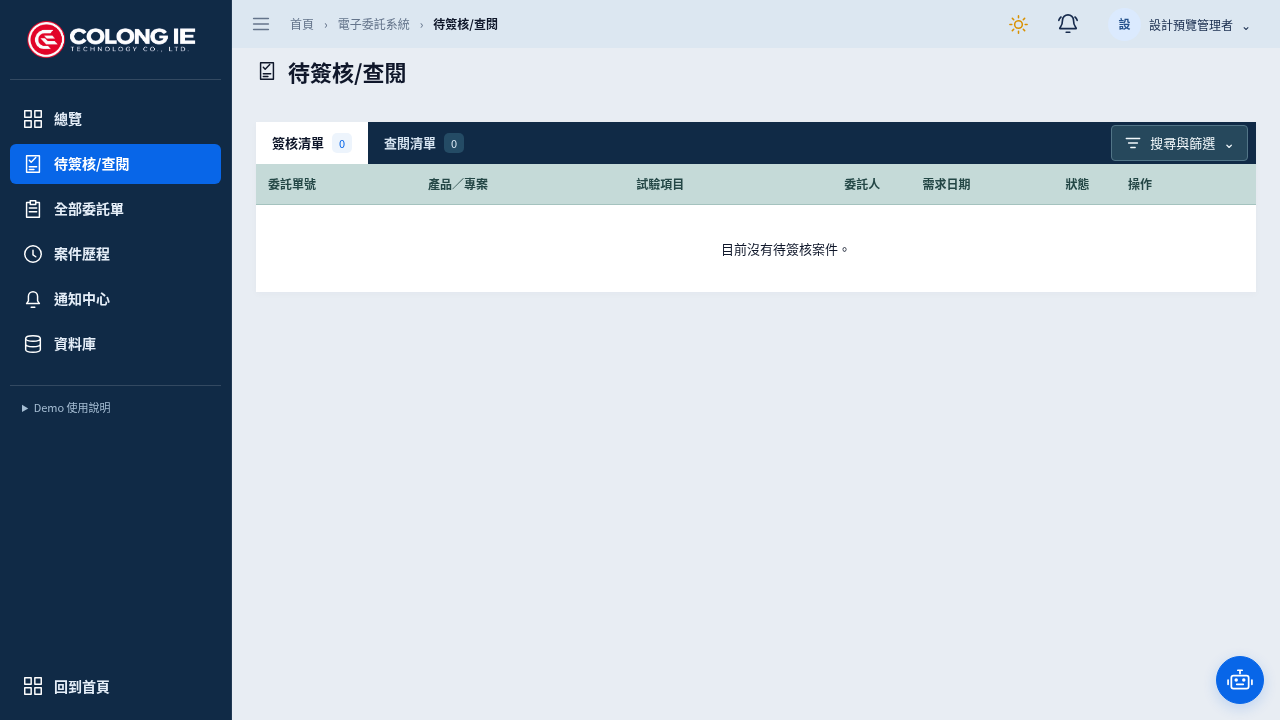 COLONG IE
TECHNOLOGY CO., LTD.
總覽
待簽核/查閱
全部委託單
案件歷程
通知中心
資料庫
Demo 使用說明
回到首頁
首頁 › 電子委託系統 › 待簽核/查閱
設 設計預覽管理者
待簽核/查閱
簽核清單 0 查閱清單 0 搜尋與篩選
委託單號 產品／專案 試驗項目 委託人 需求日期 狀態 操作
目前沒有待簽核案件。